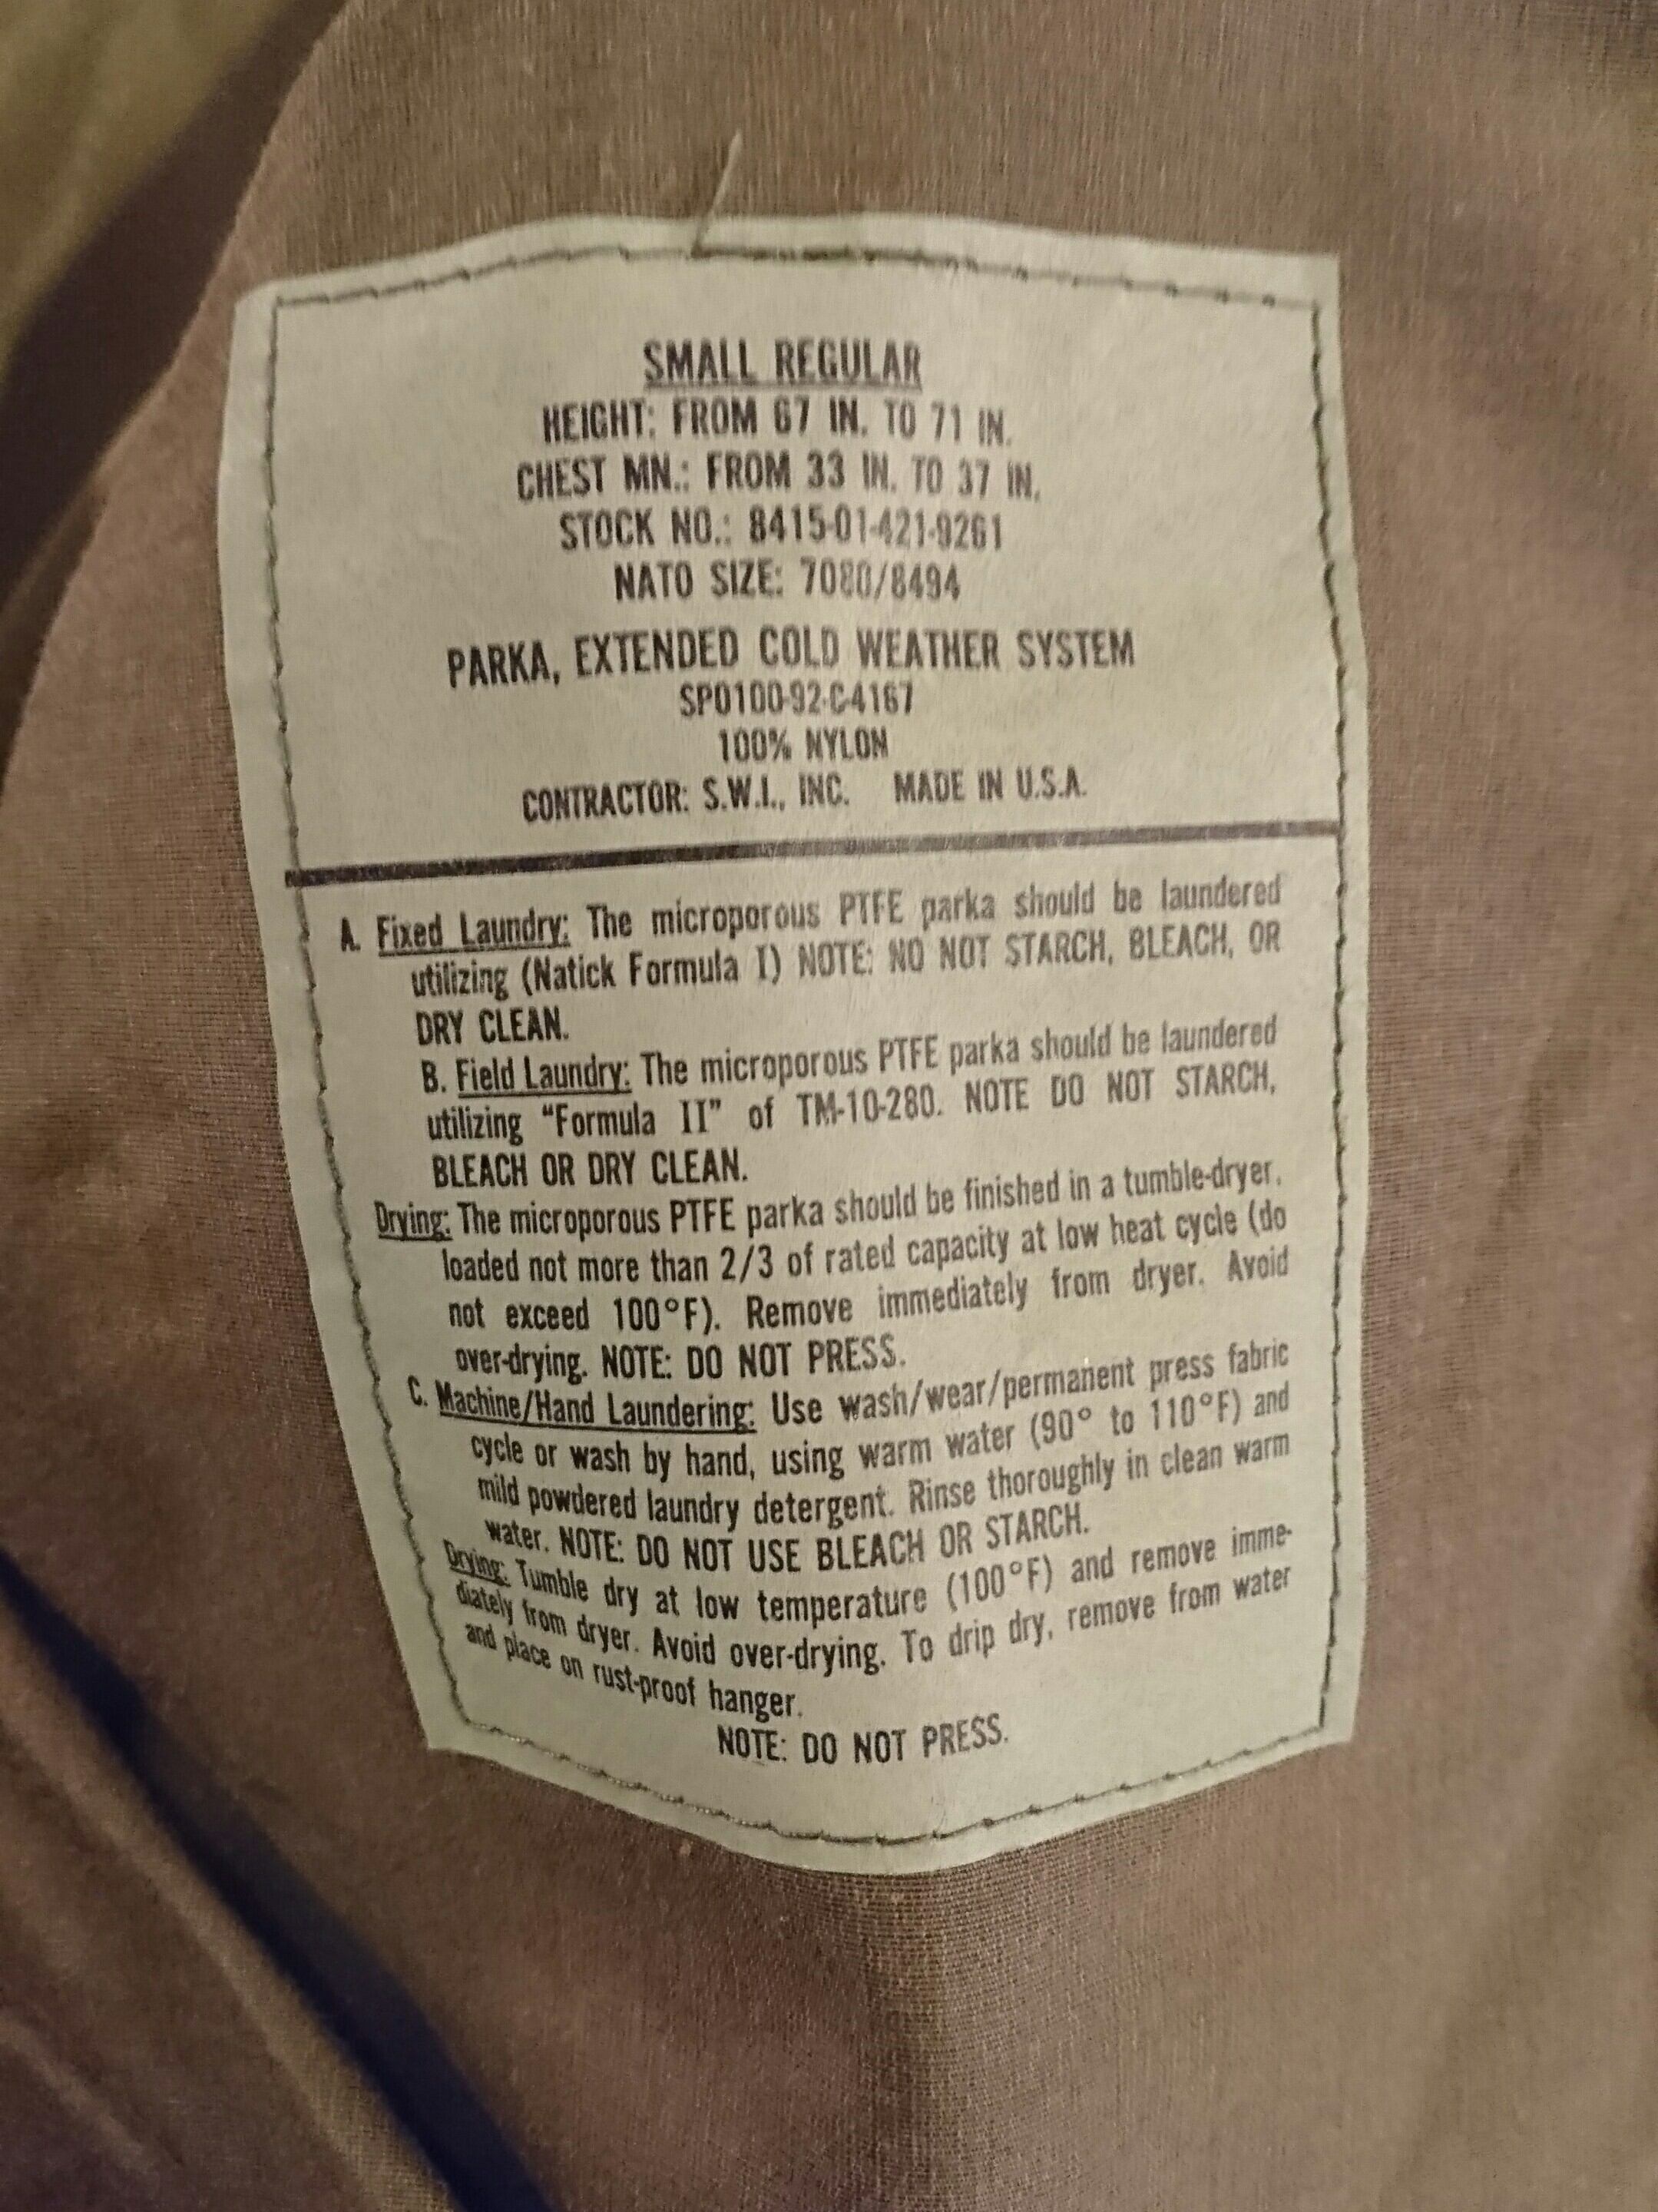 SMALL REGULAR
HEIGHT: FROM 67 IN. TO 71 IN.
CHEST MN.: FROM 33 IN. TO 37 IN.
STOCK NO.: 8415-01-421-9261
NATO SIZE: 7080/8494
PARKA, EXTENDED COLD WEATHER SYSTEM
SP0100-92-C-4167
100% NYLON
CONTRACTOR: S.W.I., INC. MADE IN U.S.A.
A. Fixed Laundry: The microporous PTFE parka should be laundered
utilizing (Natick Formula I) NOTE: NO NOT STARCH, BLEACH, OR
DRY CLEAN.
B. Field Laundry: The microporous PTFE parka should be laundered
utilizing "Formula II" of TM-10-280. NOTE DO NOT STARCH,
BLEACH OR DRY CLEAN.
Drying: The microporous PTFE parka should be finished in a tumble-dryer,
loaded not more than 2/3 of rated capacity at low heat cycle (do
not exceed 100°F). Remove immediately from dryer. Avoid
over-drying. NOTE: DO NOT PRESS.
C. Machine/Hand Laundering: Use wash/wear/permanent press fabric
cycle or wash by hand, using warm water (90° to 110°F) and
mild powdered laundry detergent. Rinse thoroughly in clean warm
water. NOTE: DO NOT USE BLEACH OR STARCH.
Drying: Tumble dry at low temperature (100°F) and remove imme-
diately from dryer. Avoid over-drying. To drip dry, remove from water
and place on rust-proof hanger.
NOTE: DO NOT PRESS.